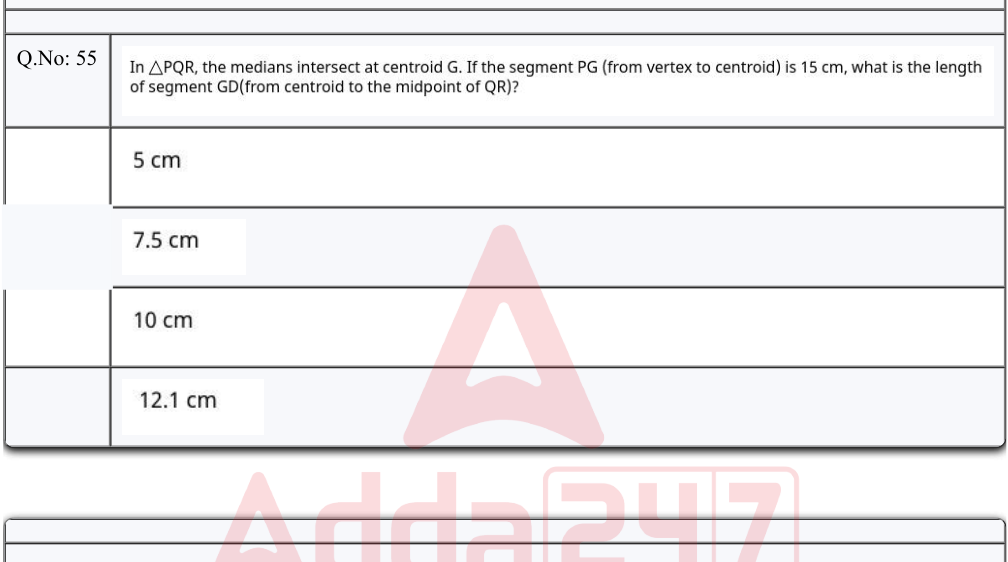 Q.No: 55
In △PQR, the medians intersect at centroid G. If the segment PG (from vertex to centroid) is 15 cm, what is the length
of segment GD(from centroid to the midpoint of QR)?
5 cm
7.5 cm
10 cm
12.1 cm
Adda247